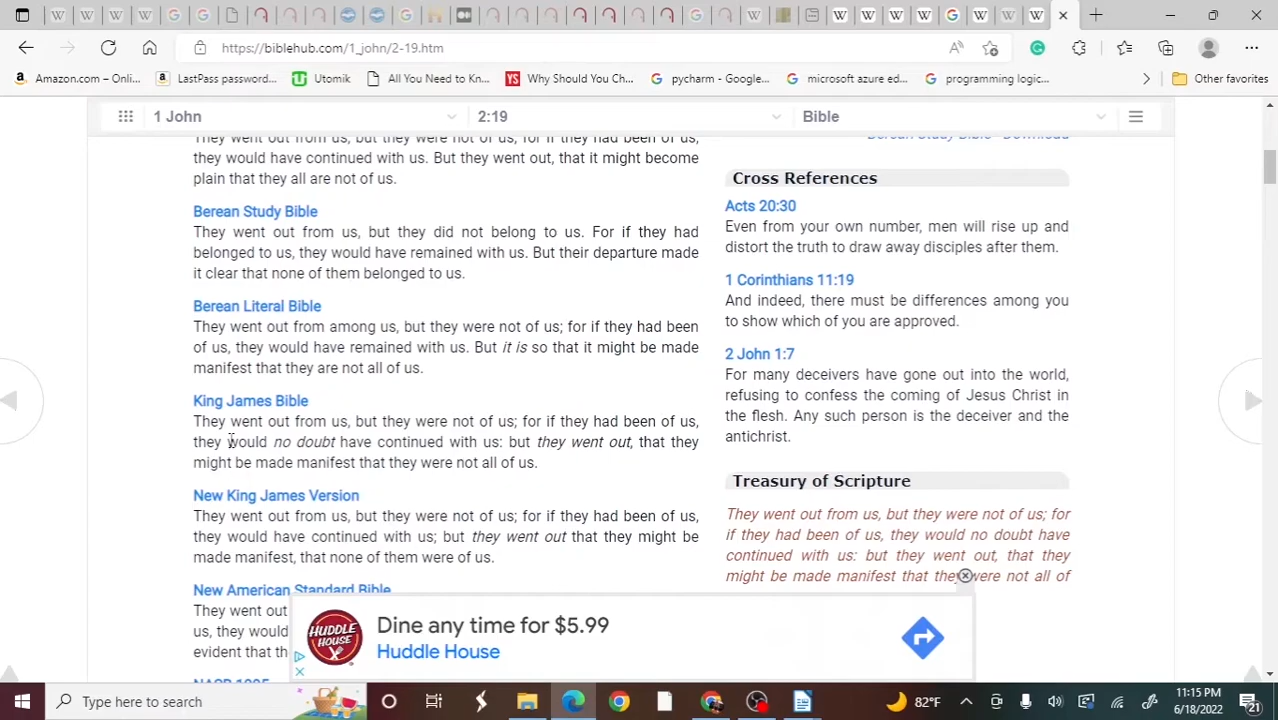 https://biblehub.com/1_john/2-19.htm
Amazon.com – Onli...
LastPass password...
Utomik
All You Need to Kn...
YS
Why Should You Ch...
pycharm - Google...
microsoft azure ed...
programming logic...
Other favorites
1 John
2:19
Bible
They went out from us, but they were not of us, for if they had been of us,
they would have continued with us. But they went out, that it might become
plain that they all are not of us.
Berean Study Bible
They went out from us, but they did not belong to us. For if they had
belonged to us, they would have remained with us. But their departure made
it clear that none of them belonged to us.
Berean Literal Bible
They went out from among us, but they were not of us; for if they had been
of us, they would have remained with us. But it is so that it might be made
manifest that they are not all of us.
King James Bible
They went out from us, but they were not of us; for if they had been of us,
they would no doubt have continued with us: but they went out, that they
might be made manifest that they were not all of us.
New King James Version
They went out from us, but they were not of us; for if they had been of us,
they would have continued with us; but they went out that they might be
made manifest, that none of them were of us.
New American Standard Bible
They went out
us, they would
evident that th
NASB 1995
Berean Study Bible · Download
Cross References
Acts 20:30
Even from your own number, men will rise up and
distort the truth to draw away disciples after them.
1 Corinthians 11:19
And indeed, there must be differences among you
to show which of you are approved.
2 John 1:7
For many deceivers have gone out into the world,
refusing to confess the coming of Jesus Christ in
the flesh. Any such person is the deceiver and the
antichrist.
Treasury of Scripture
They went out from us, but they were not of us; for
if they had been of us, they would no doubt have
continued with us: but they went out, that they
might be made manifest that they were not all of
HUDDLE
HOUSE
Dine any time for $5.99
Huddle House
Type here to search
82°F
11:15 PM
6/18/2022
21